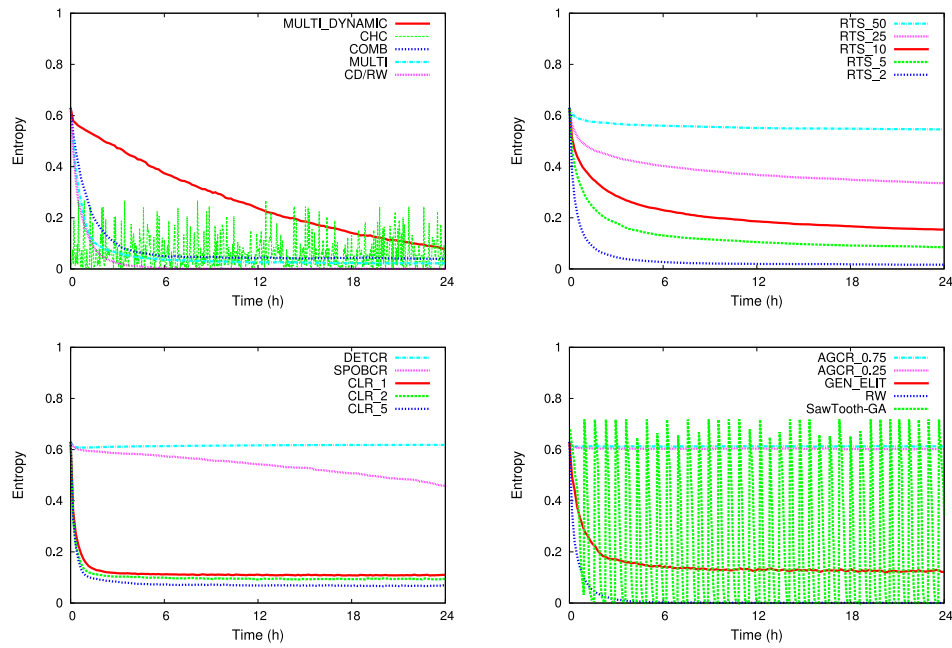 MULTI_DYNAMIC
CHC
COMB
MULTI
CD/RW
1
0.8
0.6
0.4
0.2
0
Entropy
0 6 12 18 24
Time (h)
RTS_50
RTS_25
RTS_10
RTS_5
RTS_2
1
0.8
0.6
0.4
0.2
0
Entropy
0 6 12 18 24
Time (h)
DETCR
SPOBCR
CLR_1
CLR_2
CLR_5
1
0.8
0.6
0.4
0.2
0
Entropy
0 6 12 18 24
Time (h)
AGCR_0.75
AGCR_0.25
GEN_ELIT
RW
SawTooth-GA
1
0.8
0.6
0.4
0.2
0
Entropy
0 6 12 18 24
Time (h)